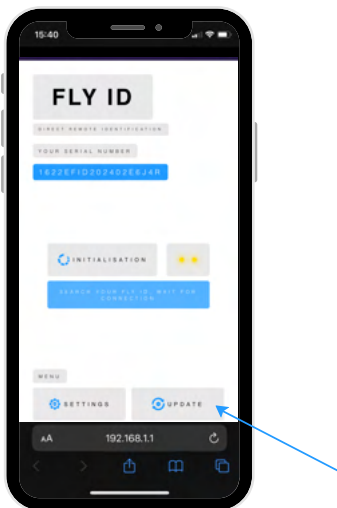 15:40
FLY ID
DIRECT REMOTE IDENTIFICATION
YOUR SERIAL NUMBER
1622EFID202402E6J4R
INITIALISATION
SEARCH YOUR FLY ID, WAIT FOR
CONNECTION
MENU
SETTINGS
UPDATE
AA
192.168.1.1